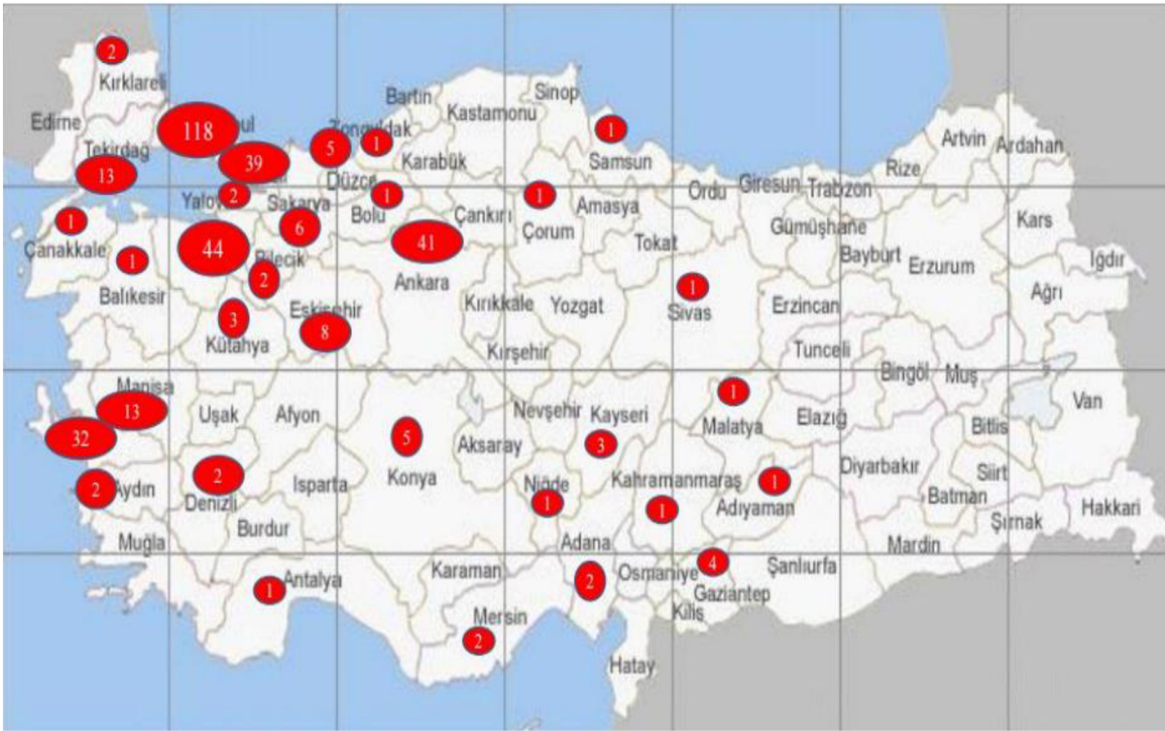 2
Kırklareli
Edirne
118
ul
Tekirdağ
13
39
5
Zonguldak
1
Bartın
Kastamonu
Sinop
1
Samsun
Karabük
Düzce
Yalova
2
Sakarya
6
Bolu
1
Çankırı
Çorum
1
Amasya
Ordu
Giresun
Trabzon
Rize
Artvin
Ardahan
Gümüşhane
Bayburt
Kars
Iğdır
Erzurum
Ağrı
Çanakkale
1
Balıkesir
1
44
Bilecik
2
41
Ankara
Tokat
Kırıkkale
Yozgat
1
Sivas
Erzincan
Eskişehir
8
3
Kütahya
Kırşehir
Tunceli
Bingöl
Muş
Van
Manisa
13
32
Uşak
Afyon
5
Konya
Aksaray
Nevşehir
Kayseri
3
1
Malatya
Elazığ
Bitlis
Siirt
Diyarbakır
Batman
Şırnak
Hakkari
Mardin
2
Aydın
2
Denizli
Isparta
Burdur
Muğla
Niğde
1
Kahramanmaraş
1
1
Adıyaman
Adana
2
Osmaniye
4
Gaziantep
Kilis
Şanlıurfa
Karaman
Mersin
2
1
Antalya
Hatay